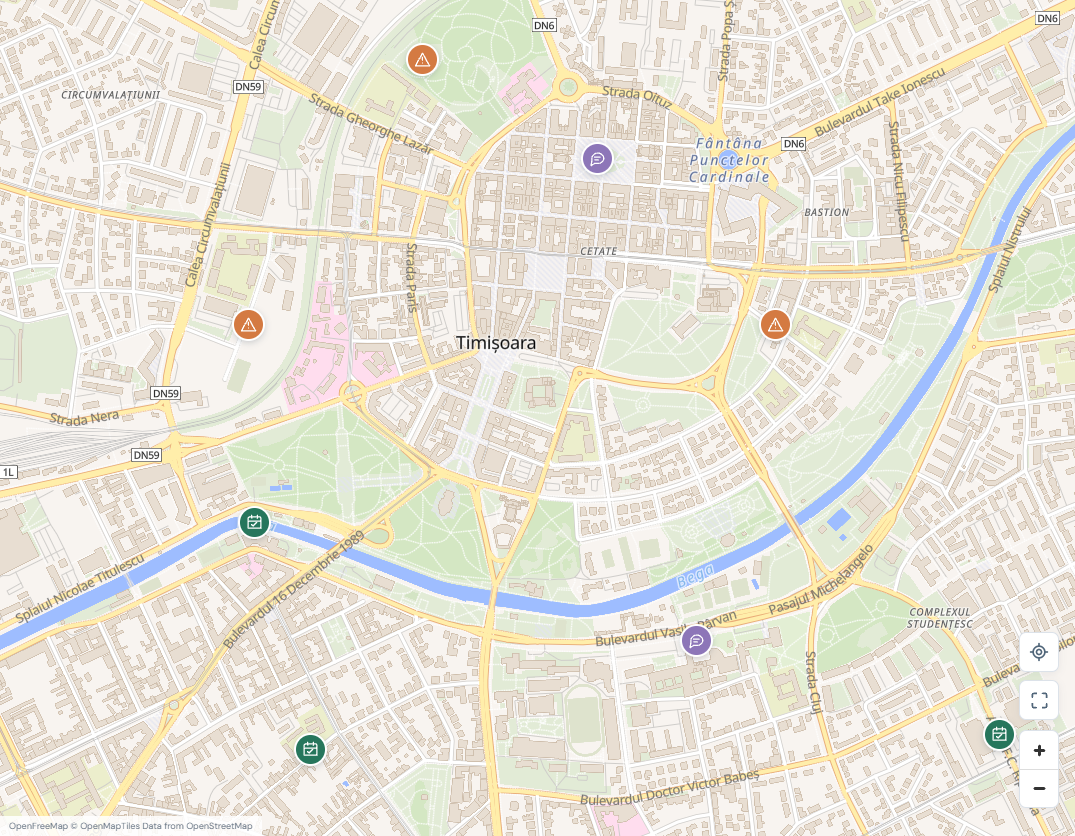 DN6
DN6
Calea Circum
Strada Popa Ș
DN59
CIRCUMVALAȚIUNII
Strada Gheorghe Lazăr
Strada Oituz
Bulevardul Take Ionescu
DN6
Fântâna
Punctelor
Cardinale
Strada Nicu Filipescu
Calea Circumvalațiunii
BASTION
Splaiul Nistrului
CETATE
Strada Paris
Timișoara
DN59
Strada Nera
DN59
1L
Splaiul Nicolae Titulescu
Bulevardul 16 Decembrie 1989
Bega
Pasajul Michelangelo
Bulevardul Vasile Pârvan
COMPLEXUL
STUDENȚESC
Strada Cluj
Bulevardul Doctor Victor Babeș
OpenFreeMap © OpenMapTiles Data from OpenStreetMap